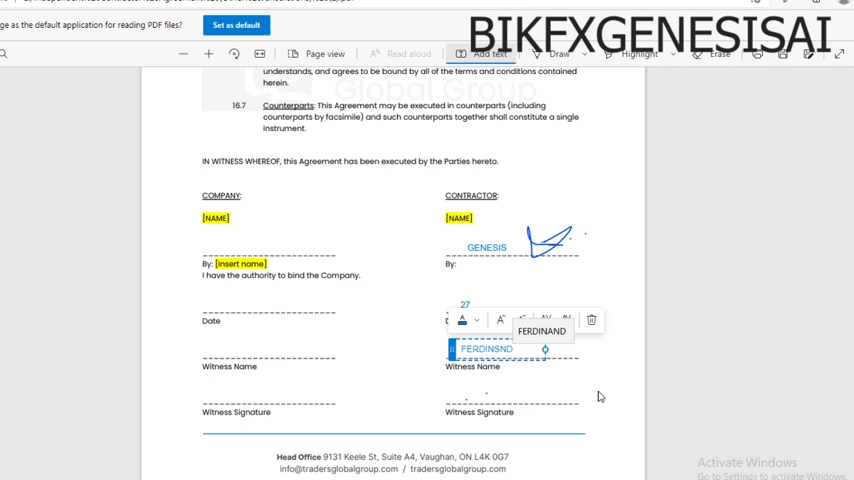 e as the default application for reading PDF files?
Set as default
BIKFXGENESISAI
Page view
Read aloud
Add text
Draw
Highlight
Erase
Global Group
understands, and agrees to be bound by all of the terms and conditions contained
herein.
16.7 Counterparts: This Agreement may be executed in counterparts (including
counterparts by facsimile) and such counterparts together shall constitute a single
instrument.
IN WITNESS WHEREOF, this Agreement has been executed by the Parties hereto.
COMPANY: CONTRACTOR:
[NAME] [NAME]
GENESIS
By: [insert name] By:
I have the authority to bind the Company.
27
Date
FERDINAND
FERDINSND
Witness Name Witness Name
Witness Signature Witness Signature
Head Office 9131 Keele St, Suite A4, Vaughan, ON L4K 0G7
info@tradersglobalgroup.com / tradersglobalgroup.com
Activate Windows
Go to Settings to activate Windows.